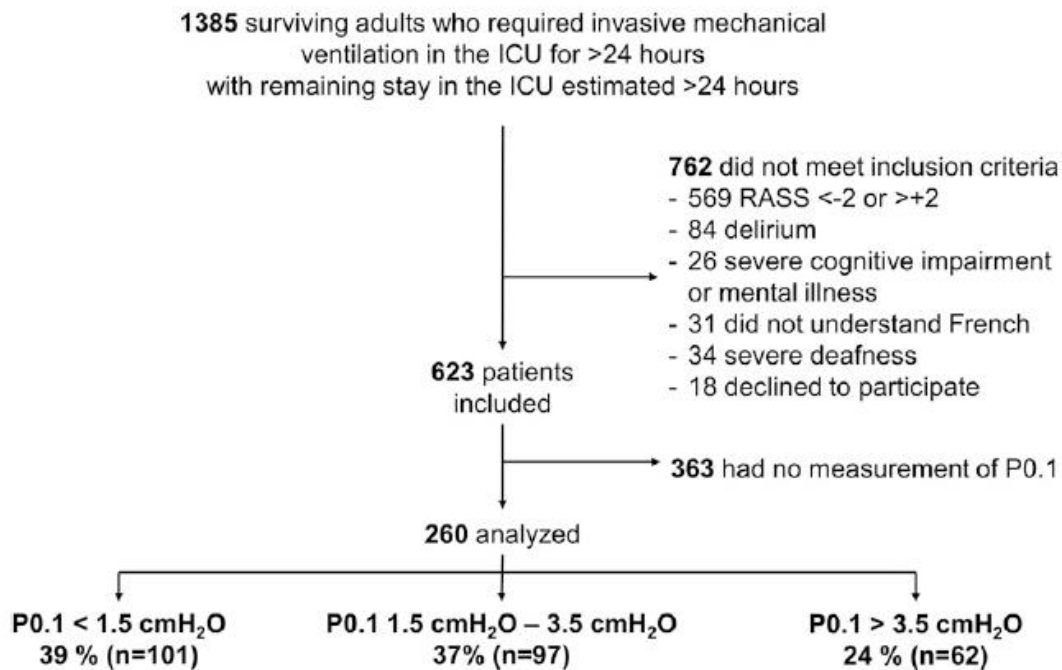 1385 surviving adults who required invasive mechanical
ventilation in the ICU for >24 hours
with remaining stay in the ICU estimated >24 hours
762 did not meet inclusion criteria
- 569 RASS <-2 or >+2
- 84 delirium
- 26 severe cognitive impairment
or mental illness
- 31 did not understand French
- 34 severe deafness
- 18 declined to participate
623 patients
included
363 had no measurement of P0.1
260 analyzed
P0.1 < 1.5 cmH₂O
39 % (n=101)
P0.1 1.5 cmH₂O – 3.5 cmH₂O
37% (n=97)
P0.1 > 3.5 cmH₂O
24 % (n=62)